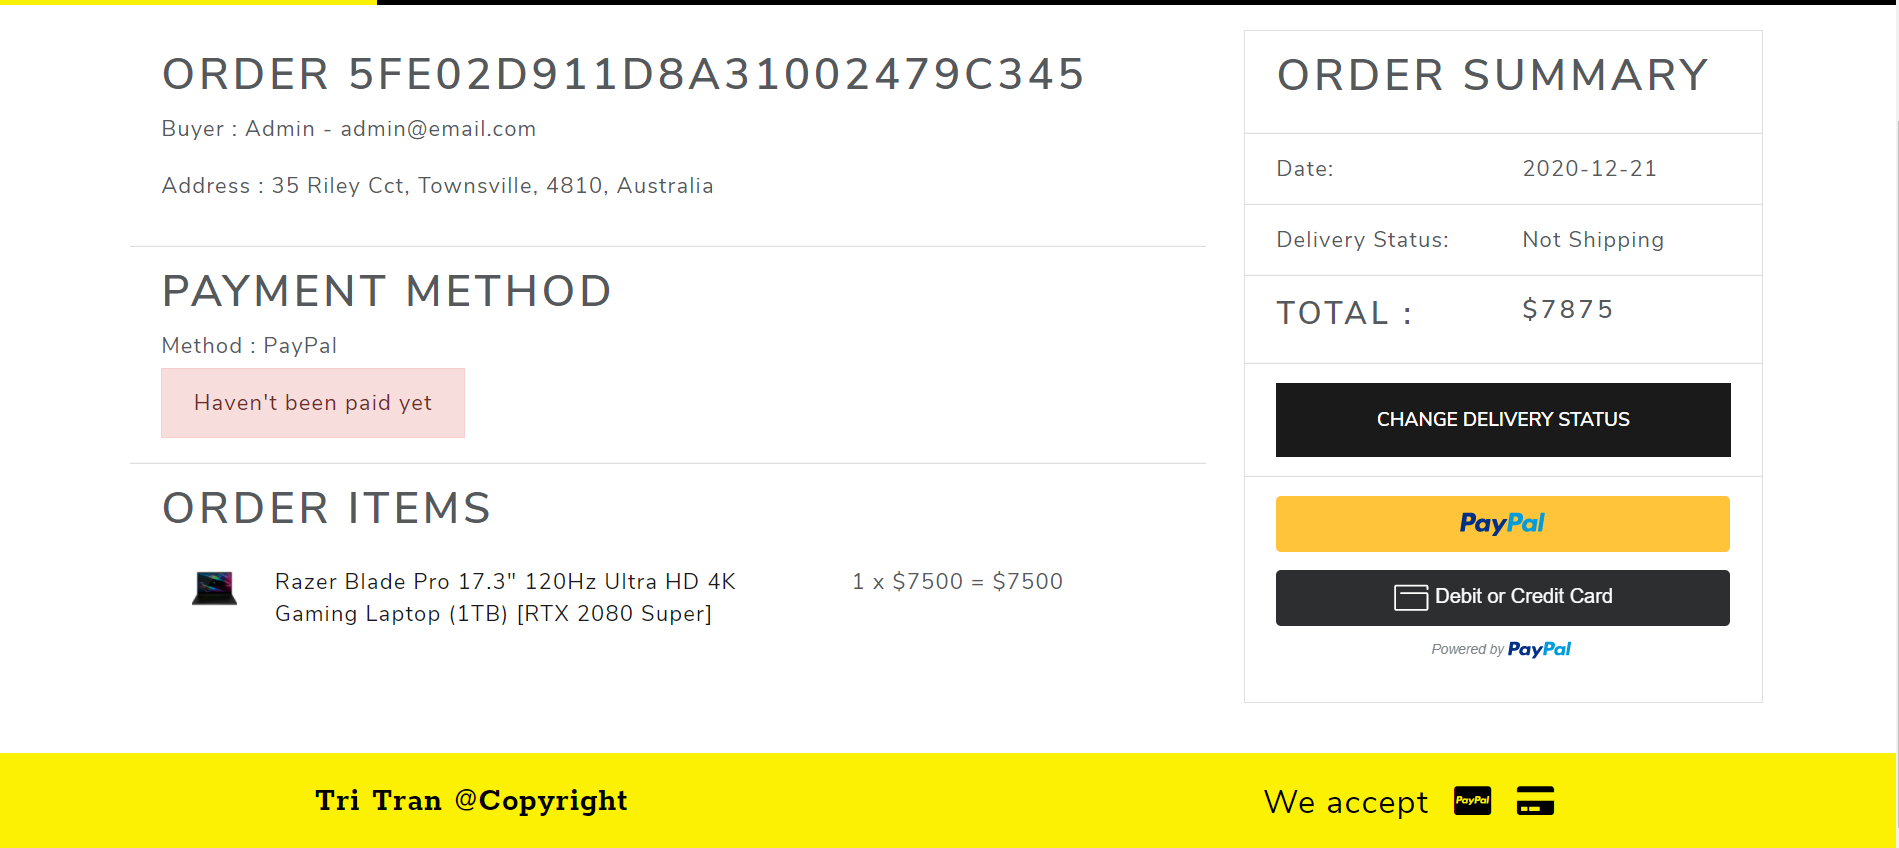 ORDER 5FE02D911D8A31002479C345
Buyer : Admin - admin@email.com
Address : 35 Riley Cct, Townsville, 4810, Australia
PAYMENT METHOD
Method : PayPal
Haven't been paid yet
ORDER ITEMS
Razer Blade Pro 17.3" 120Hz Ultra HD 4K
Gaming Laptop (1TB) [RTX 2080 Super]
1 x $7500 = $7500
ORDER SUMMARY
Date: 2020-12-21
Delivery Status: Not Shipping
TOTAL : $7875
CHANGE DELIVERY STATUS
PayPal
Debit or Credit Card
Powered by PayPal
Tri Tran @Copyright
We accept PayPal